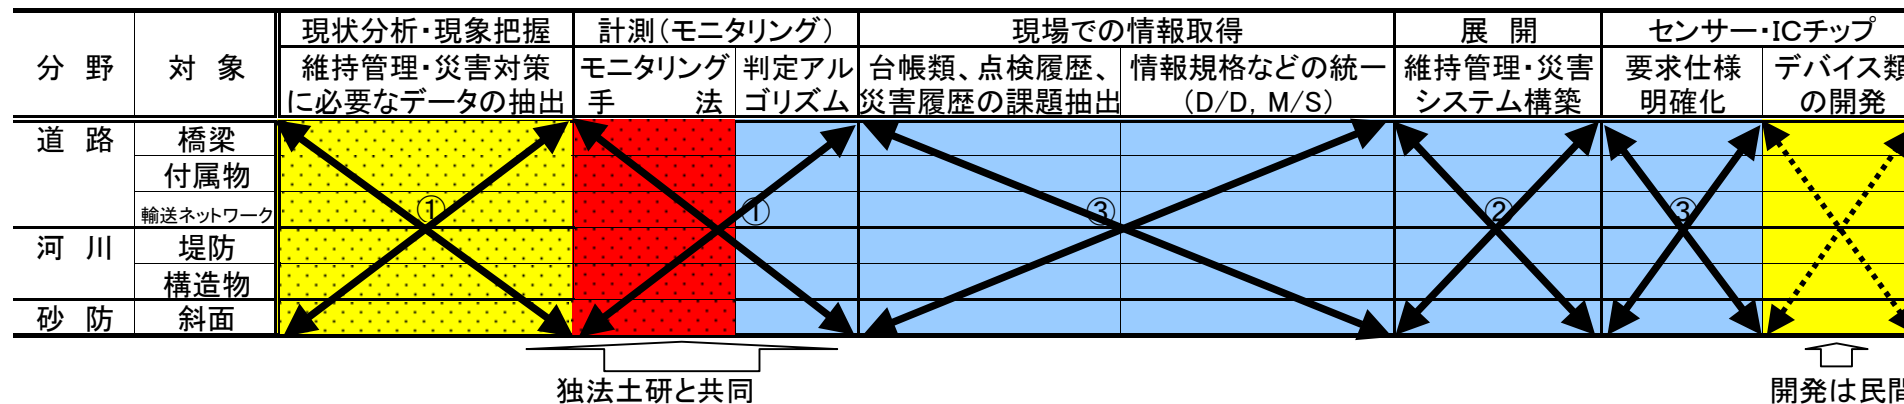 現状分析・現象把握 計測(モニタリング) 現場での情報取得 展 開 センサー・ICチップ
分 野 対 象 維持管理・災害対策 モニタリング 判定アル 台帳類、点検履歴、 情報規格などの統一 維持管理・災害 要求仕様 デバイス類
に必要なデータの抽出 手 法 ゴリズム 災害履歴の課題抽出 (D/D, M/S) システム構築 明確化 の開発
道 路 橋梁
付属物
輸送ネットワーク ① ① ③ ② ③
河 川 堤防
構造物
砂 防 斜面
独法土研と共同 開発は民間